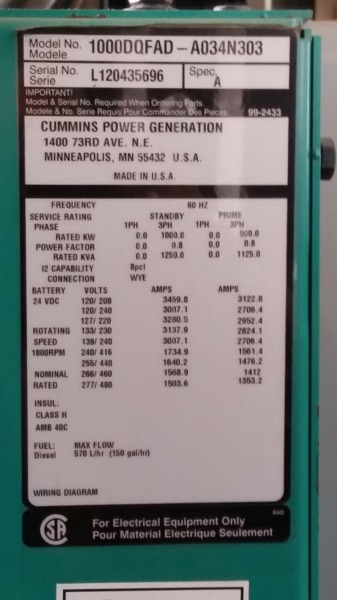 Model No. 1000DQFAD-A034N303
Modele
Serial No. L120435696 Spec. A
Serie
IMPORTANT!
Model & Serial No. Required When Ordering Parts.
Modele & No. Serie Requis Pour Commander Des Pieces. 99-2433
CUMMINS POWER GENERATION
1400 73RD AVE. N.E.
MINNEAPOLIS, MN 55432 U.S.A.
MADE IN U.S.A.
FREQUENCY 60 HZ
SERVICE RATING STANDBY PRIME
PHASE 1PH 3PH 1PH 3PH
RATED KW 0.0 1000.0 0.0 900.0
POWER FACTOR 0.0 0.8 0.0 0.8
RATED KVA 0.0 1250.0 0.0 1125.0
I2 CAPABILITY 8pct
CONNECTION WYE
BATTERY VOLTS AMPS AMPS
24 VDC 120/208 3469.8 3122.8
120/240 3007.1 2706.4
127/220 3280.5 2952.4
ROTATING 133/230 3137.9 2824.1
SPEED 139/240 3007.1 2706.4
1800RPM 240/416 1734.9 1561.4
255/440 1640.2 1476.2
NOMINAL 266/460 1568.9 1412
RATED 277/480 1503.6 1353.2
INSUL:
CLASS H
AMB 40C
FUEL: MAX FLOW
Diesel 570 L/hr (150 gal/hr)
WIRING DIAGRAM
For Electrical Equipment Only
Pour Material Electrique Seulement